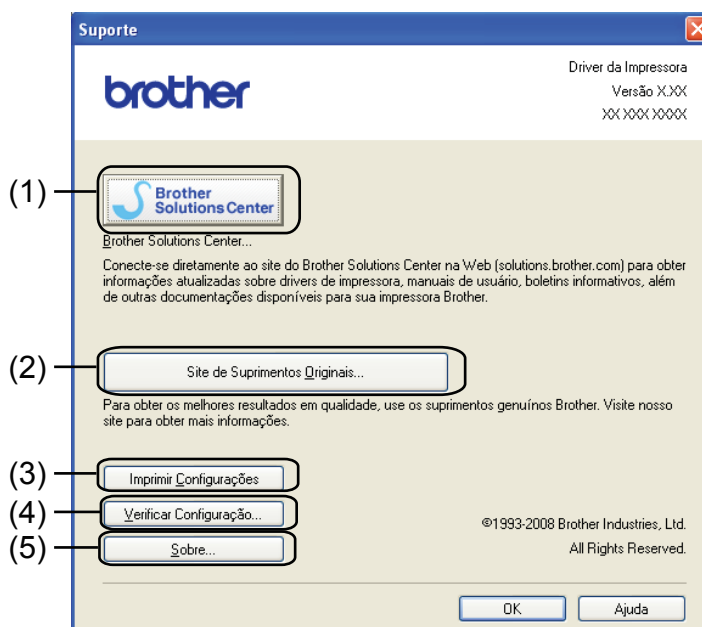 Suporte
brother
Driver da Impressora
Versão X.XX
XX XXX XXXX
(1)
Brother
Solutions Center
Brother Solutions Center...
Conecte-se diretamente ao site do Brother Solutions Center na Web (solutions.brother.com) para obter
informações atualizadas sobre drivers de impressora, manuais de usuário, boletins informativos, além
de outras documentações disponíveis para sua impressora Brother.
(2)
Site de Suprimentos Originais...
Para obter os melhores resultados em qualidade, use os suprimentos genuínos Brother. Visite nosso
site para obter mais informações.
(3)
Imprimir Configurações
(4)
Verificar Configuração...
(5)
Sobre...
©1993-2008 Brother Industries, Ltd.
All Rights Reserved.
OK
Ajuda